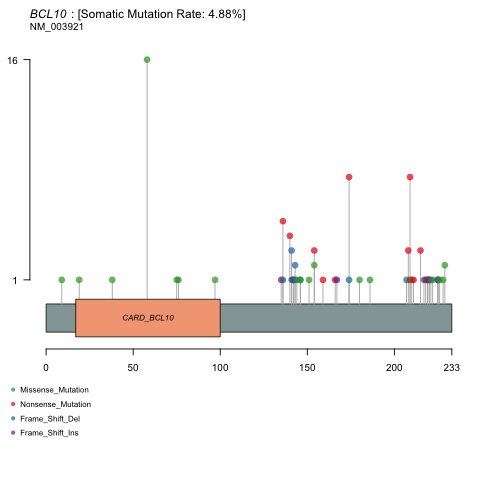 BCL10 : [Somatic Mutation Rate: 4.88%]
NM_003921
16
1
CARD_BCL10
0 50 100 150 200 233
Missense_Mutation
Nonsense_Mutation
Frame_Shift_Del
Frame_Shift_Ins